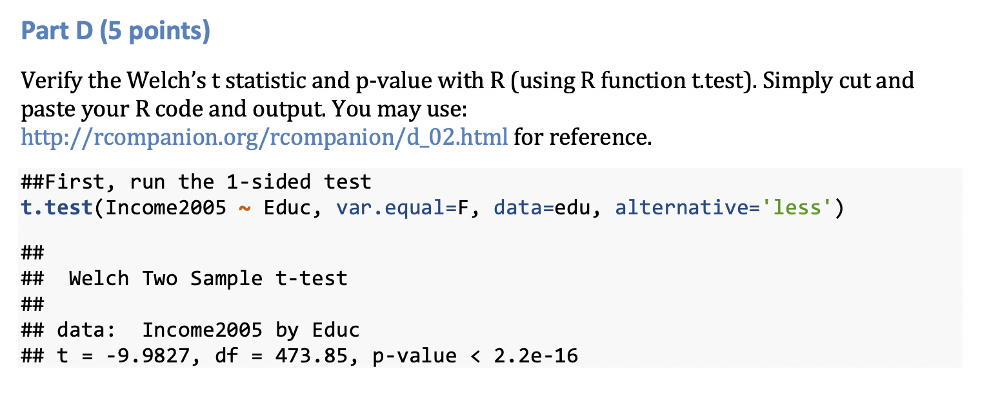 Part D (5 points)
Verify the Welch’s t statistic and p-value with R (using R function t.test). Simply cut and
paste your R code and output. You may use:
http://rcompanion.org/rcompanion/d_02.html for reference.
##First, run the 1-sided test
t.test(Income2005 ~ Educ, var.equal=F, data=edu, alternative='less')
##
##  Welch Two Sample t-test
##
## data:  Income2005 by Educ
## t = -9.9827, df = 473.85, p-value < 2.2e-16